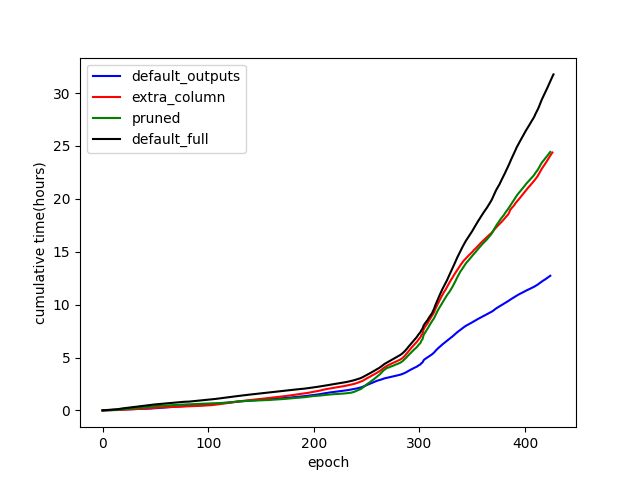 default_outputs
extra_column
pruned
default_full
30
25
20
15
10
5
0
cumulative time(hours)
0 100 200 300 400
epoch